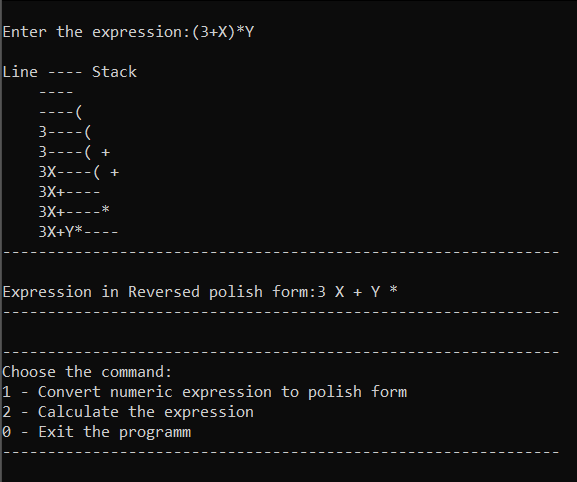 Enter the expression:(3+X)*Y
Line ---- Stack
----
----(
3----(
3----( +
3X----( +
3X+----
3X+----*
3X+Y*----
--------------------------------------------------------------
Expression in Reversed polish form:3 X + Y *
--------------------------------------------------------------
--------------------------------------------------------------
Choose the command:
1 - Convert numeric expression to polish form
2 - Calculate the expression
0 - Exit the programm
--------------------------------------------------------------